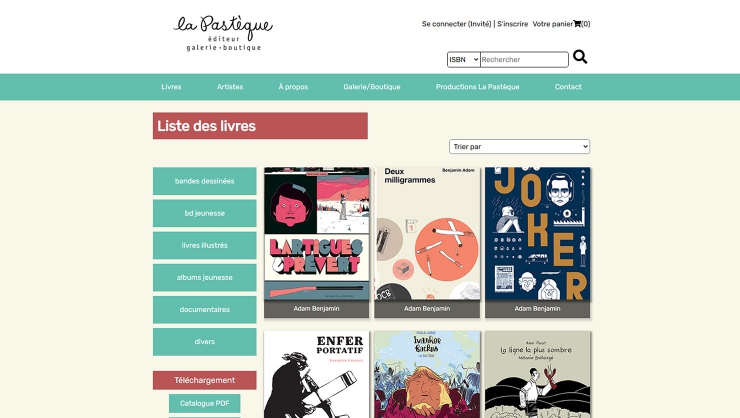 la Pastèque
éditeur
galerie • boutique
Se connecter (Invité) | S'inscrire Votre panier (0)
ISBN Rechercher
Livres Artistes À propos Galerie/Boutique Productions La Pastèque Contact
Liste des livres
Trier par
bandes dessinées
bd jeunesse
livres illustrés
albums jeunesse
documentaires
divers
Téléchargement
Catalogue PDF
LARTIGUES
& PRÉVERT
Adam Benjamin
Deux
milligrammes
Benjamin Adam
Adam Benjamin
JOKER
Adam Benjamin
ENFER
PORTATIF
la ligne la plus sombre